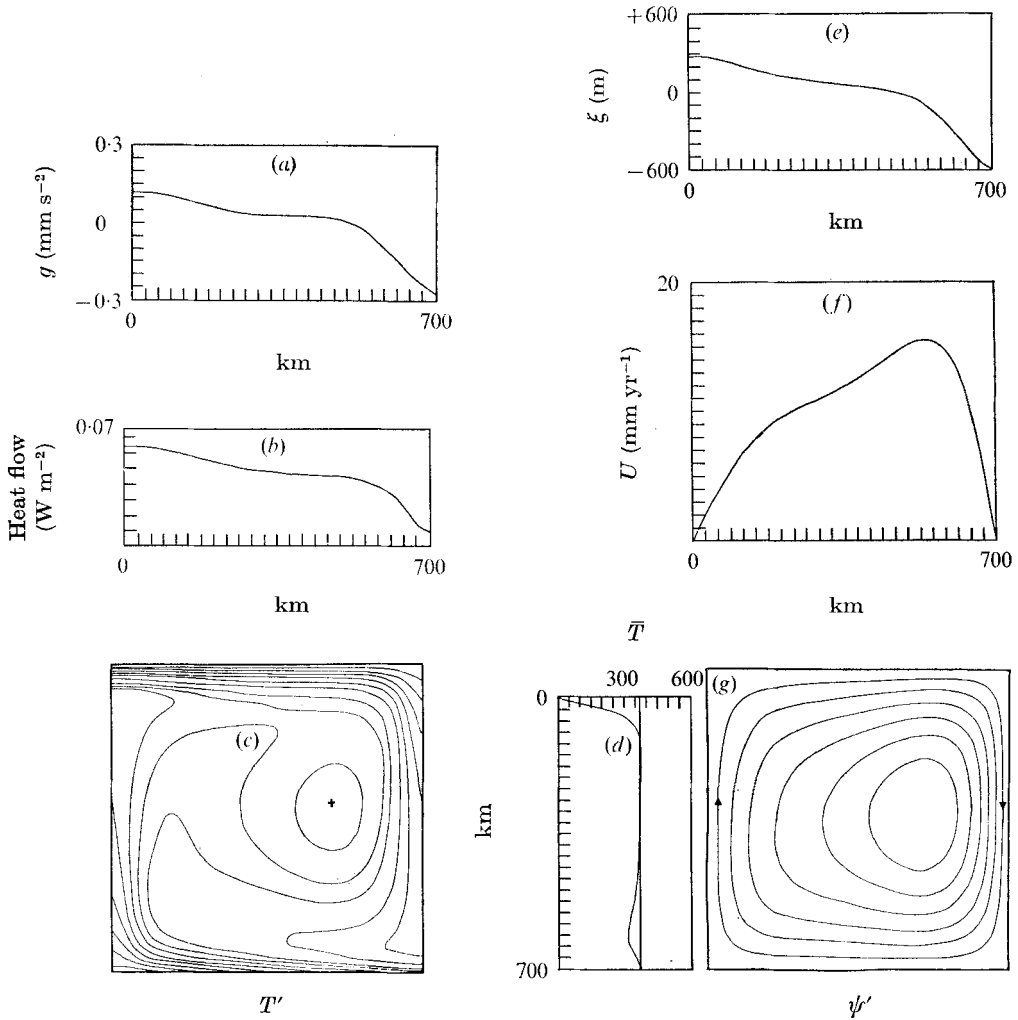 +600
(e)
ξ (m)
0
−600
700
km
0·3
(a)
g (mm s⁻²)
0
−0·3
0
700
km
20
(f)
U (mm yr⁻¹)
0
700
km
0·07
(b)
Heat flow
(W m⁻²)
0
700
km
T̄
300
600
0
(d)
km
700
(c)
T′
(g)
ψ′